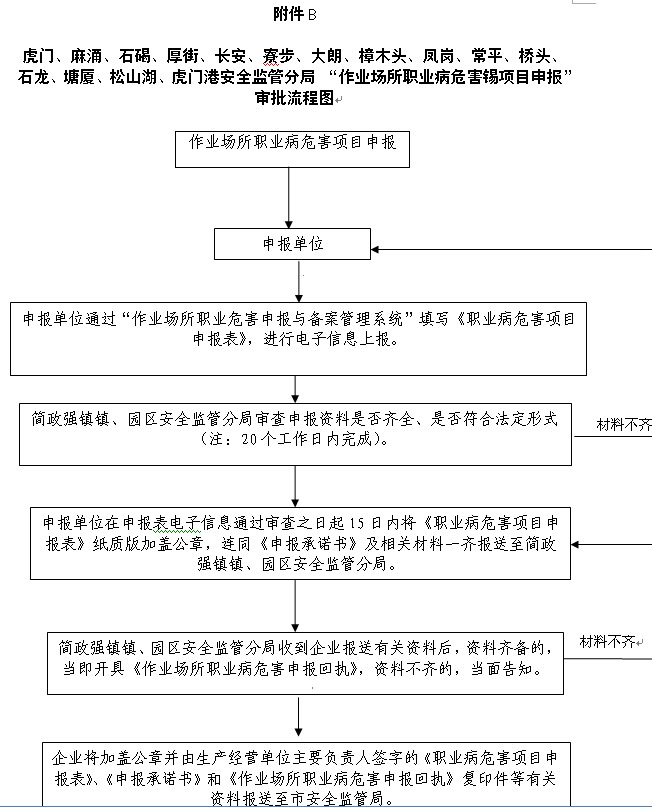 附件 B
虎门、麻涌、石碣、厚街、长安、寮步、大朗、樟木头、凤岗、常平、桥头、
石龙、塘厦、松山湖、虎门港安全监管分局 “作业场所职业病危害锡项目申报”
审批流程图
作业场所职业病危害项目申报
申报单位
申报单位通过“作业场所职业危害申报与备案管理系统”填写《职业病危害项目
申报表》，进行电子信息上报。
简政强镇镇、园区安全监管分局审查申报资料是否齐全、是否符合法定形式
（注：20个工作日内完成）。
材料不齐
申报单位在申报表电子信息通过审查之日起15日内将《职业病危害项目申
报表》纸质版加盖公章，连同《申报承诺书》及相关材料一齐报送至简政
强镇镇、园区安全监管分局。
简政强镇镇、园区安全监管分局收到企业报送有关资料后，资料齐备的，
当即开具《作业场所职业病危害申报回执》，资料不齐的，当面告知。
材料不齐
企业将加盖公章并由生产经营单位主要负责人签字的《职业病危害项目申
报表》、《申报承诺书》和《作业场所职业病危害申报回执》复印件等有关
资料报送至市安全监管局。